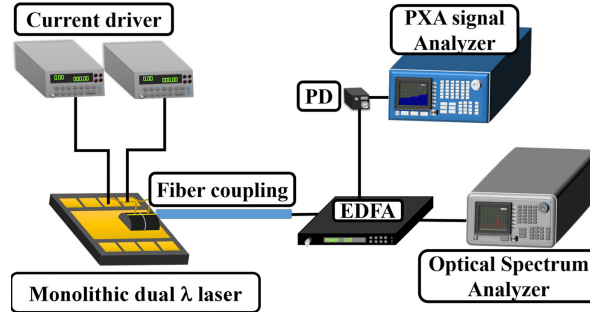 Current driver
PXA signal
Analyzer
PD
Fiber coupling
EDFA
Monolithic dual λ laser
Optical Spectrum
Analyzer